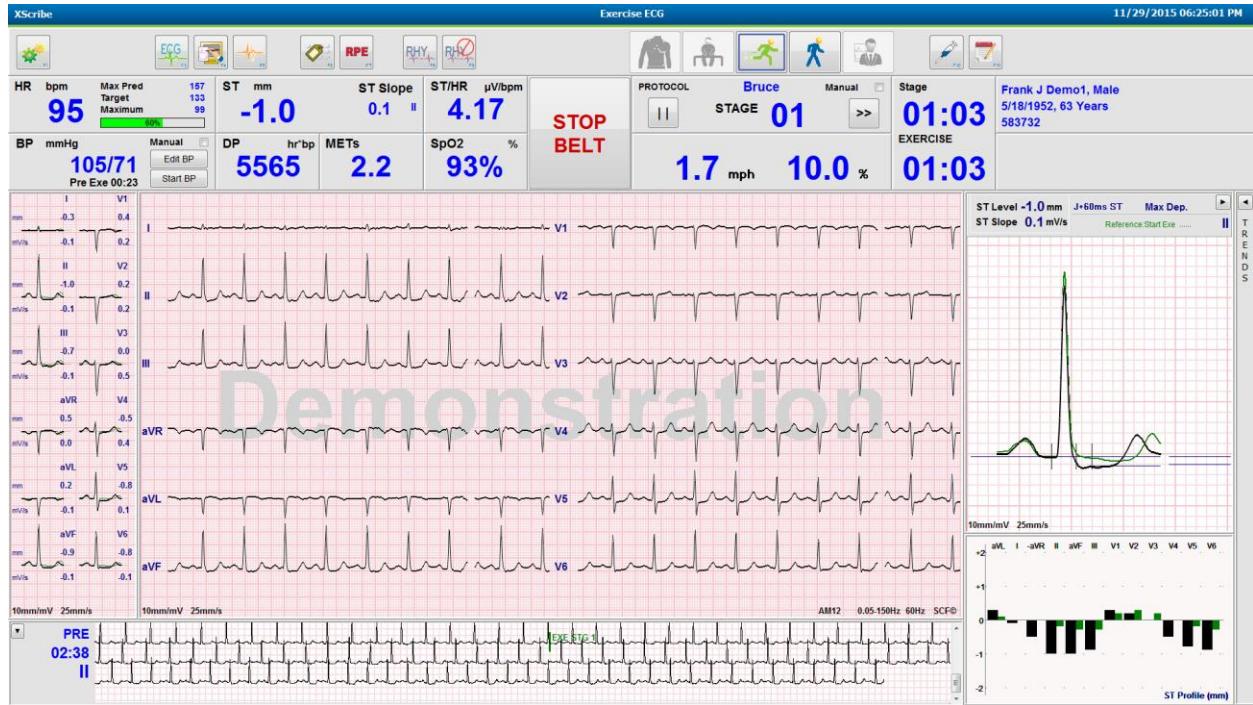 XScribe Exercise ECG 11/29/2015 06:25:01 PM
ECG RPE RHY RHY
HR bpm
95
Max Pred 157
Target 133
Maximum 99
60%
ST mm
-1.0
ST Slope
0.1 II
ST/HR µV/bpm
4.17
STOP
BELT
PROTOCOL Bruce Manual
STAGE 01 >>
1.7 mph 10.0 %
Stage
01:03
EXERCISE
01:03
Frank J Demo1, Male
5/18/1952, 63 Years
583732
BP mmHg Manual
105/71
Pre Exe 00:23
Edit BP
Start BP
DP hr*bp
5565
METs
2.2
SpO2 %
93%
I V1
mm -0.3 0.4
mV/s -0.1 0.2
II V2
mm -1.0 0.2
mV/s -0.1 0.2
III V3
mm -0.7 0.0
mV/s -0.1 0.5
aVR V4
mm 0.5 -0.5
mV/s 0.0 0.4
aVL V5
mm 0.2 -0.8
mV/s -0.1 0.1
aVF V6
mm -0.9 -0.8
mV/s -0.1 -0.1
10mm/mV 25mm/s
I V1
II V2
III V3
Demonstration
aVR V4
aVL V5
aVF V6
10mm/mV 25mm/s AM12 0.05-150Hz 60Hz SCF©
ST Level -1.0 mm J+60ms ST Max Dep.
ST Slope 0.1 mV/s Reference:Start Exe ...... II
TRENDS
10mm/mV 25mm/s
aVL I -aVR II aVF III V1 V2 V3 V4 V5 V6
+2
+1
0
-1
-2
ST Profile (mm)
PRE
02:38
II
EXE STG 1